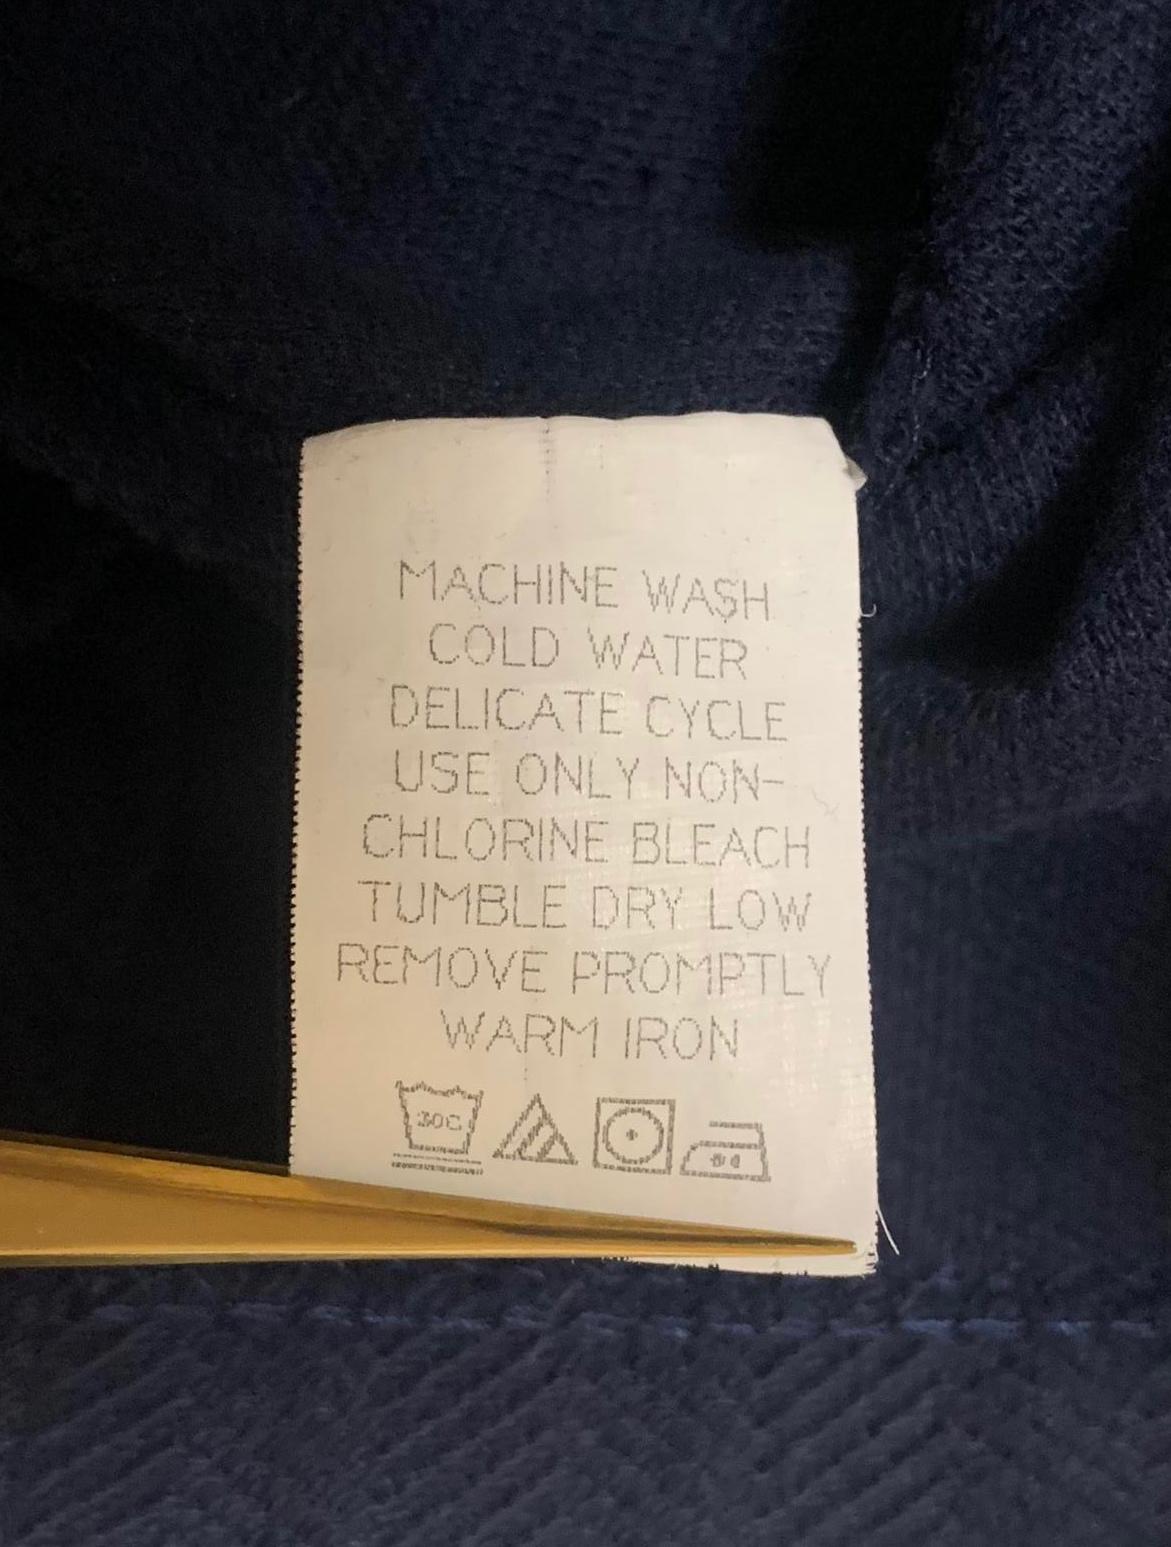 MACHINE WASH
COLD WATER
DELICATE CYCLE
USE ONLY NON-
CHLORINE BLEACH
TUMBLE DRY LOW
REMOVE PROMPTLY
WARM IRON
30C